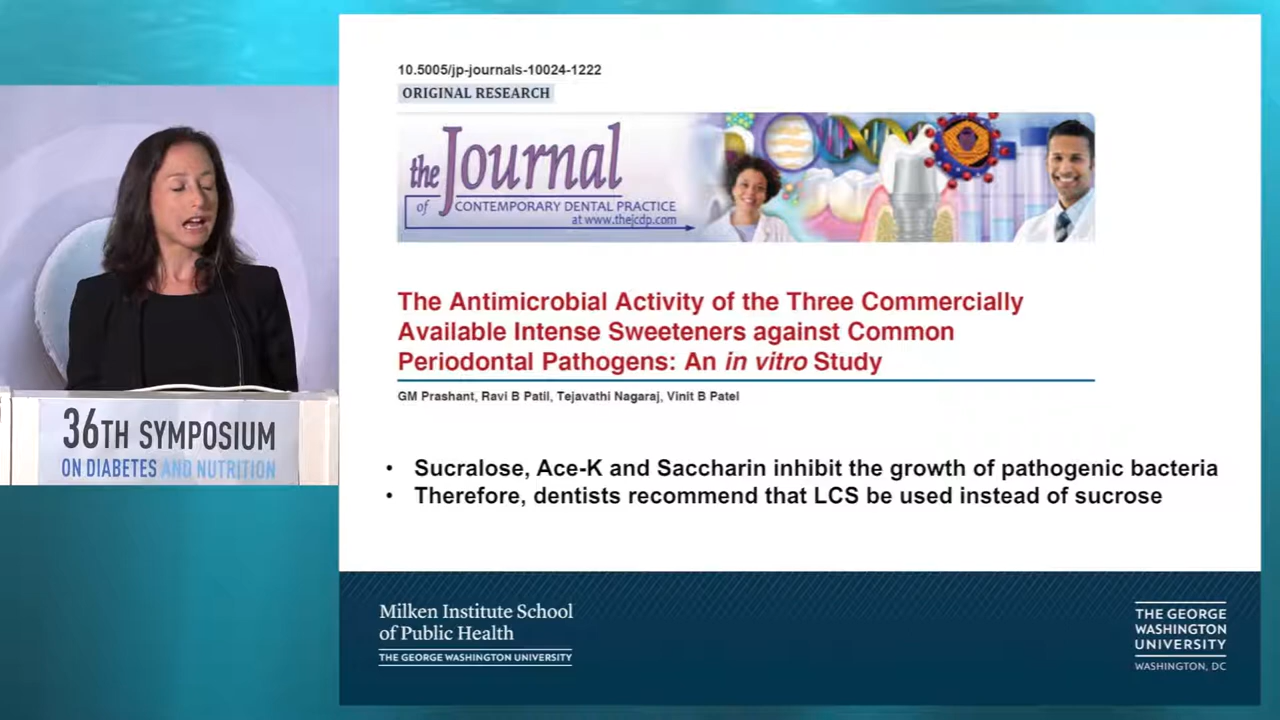 10.5005/jp-journals-10024-1222
ORIGINAL RESEARCH
the Journal
of CONTEMPORARY DENTAL PRACTICE
at www.thejcdp.com
The Antimicrobial Activity of the Three Commercially
Available Intense Sweeteners against Common
Periodontal Pathogens: An in vitro Study
GM Prashant, Ravi B Patil, Tejavathi Nagaraj, Vinit B Patel
• Sucralose, Ace-K and Saccharin inhibit the growth of pathogenic bacteria
• Therefore, dentists recommend that LCS be used instead of sucrose
36TH SYMPOSIUM
ON DIABETES AND NUTRITION
Milken Institute School
of Public Health
THE GEORGE WASHINGTON UNIVERSITY
THE GEORGE
WASHINGTON
UNIVERSITY
WASHINGTON, DC